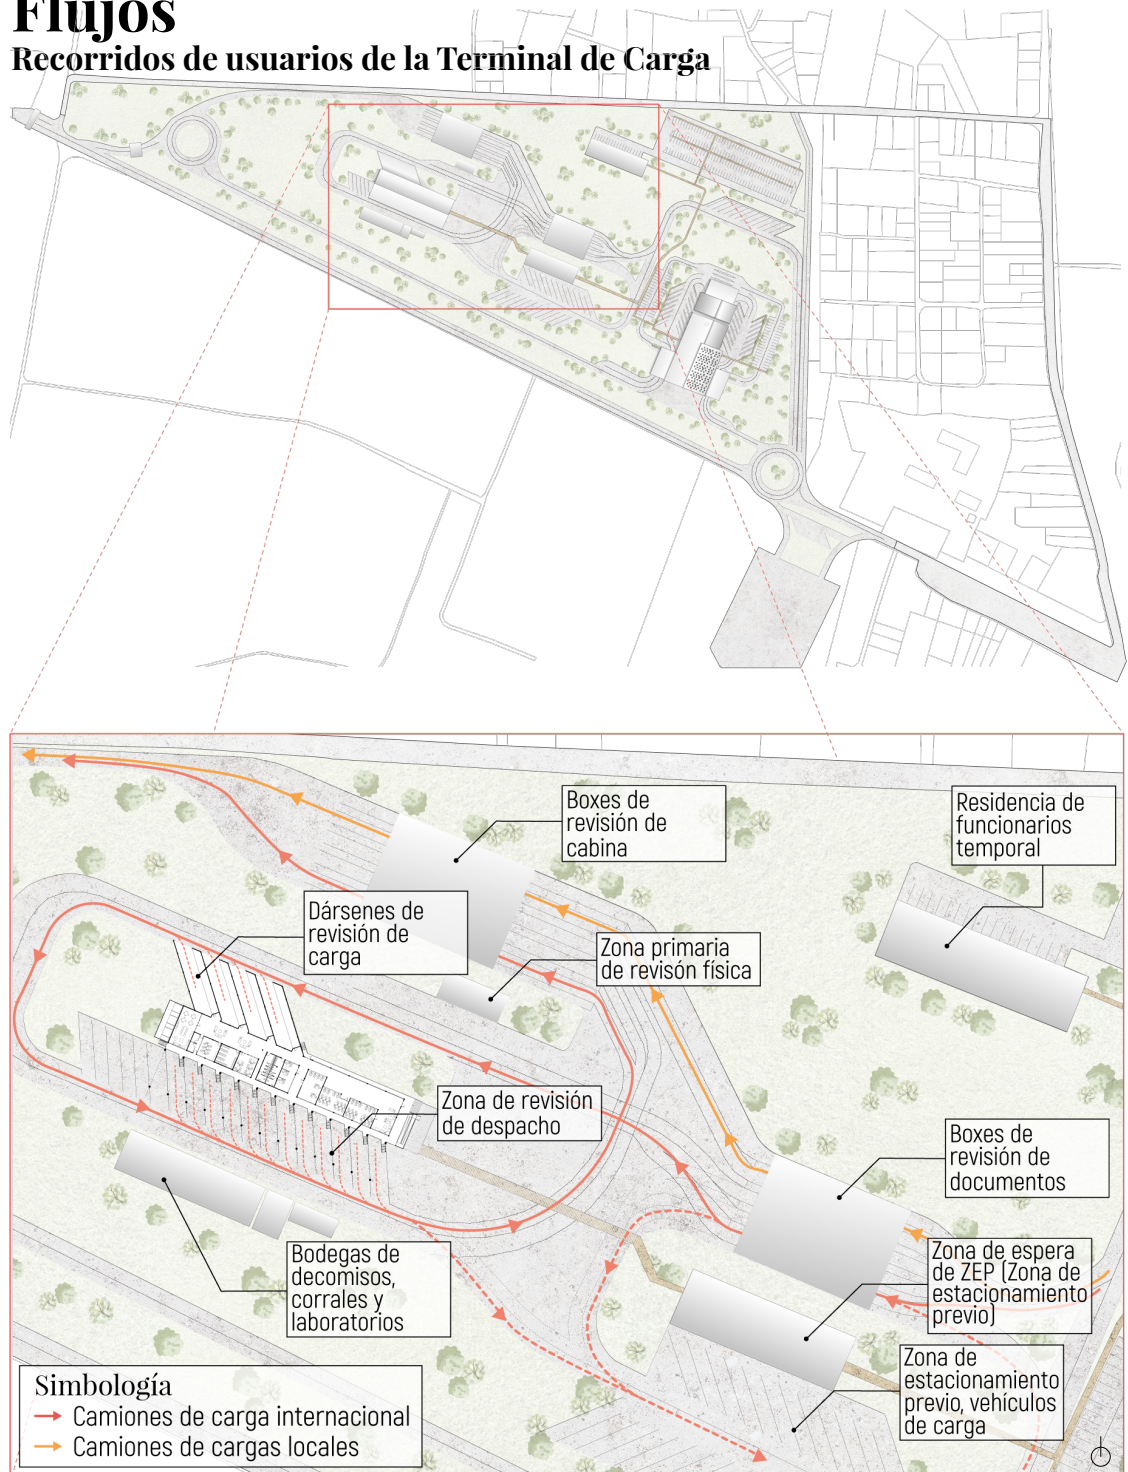 Flujos
Recorridos de usuarios de la Terminal de Carga
Boxes de
revisión de
cabina
Residencia de
funcionarios
temporal
Dársenes de
revisión de
carga
Zona primaria
de revisón física
Zona de revisión
de despacho
Boxes de
revisión de
documentos
Bodegas de
decomisos,
corrales y
laboratorios
Zona de espera
de ZEP (Zona de
estacionamiento
previo)
Zona de
estacionamiento
previo, vehículos
de carga
Simbología
Camiones de carga internacional
Camiones de cargas locales